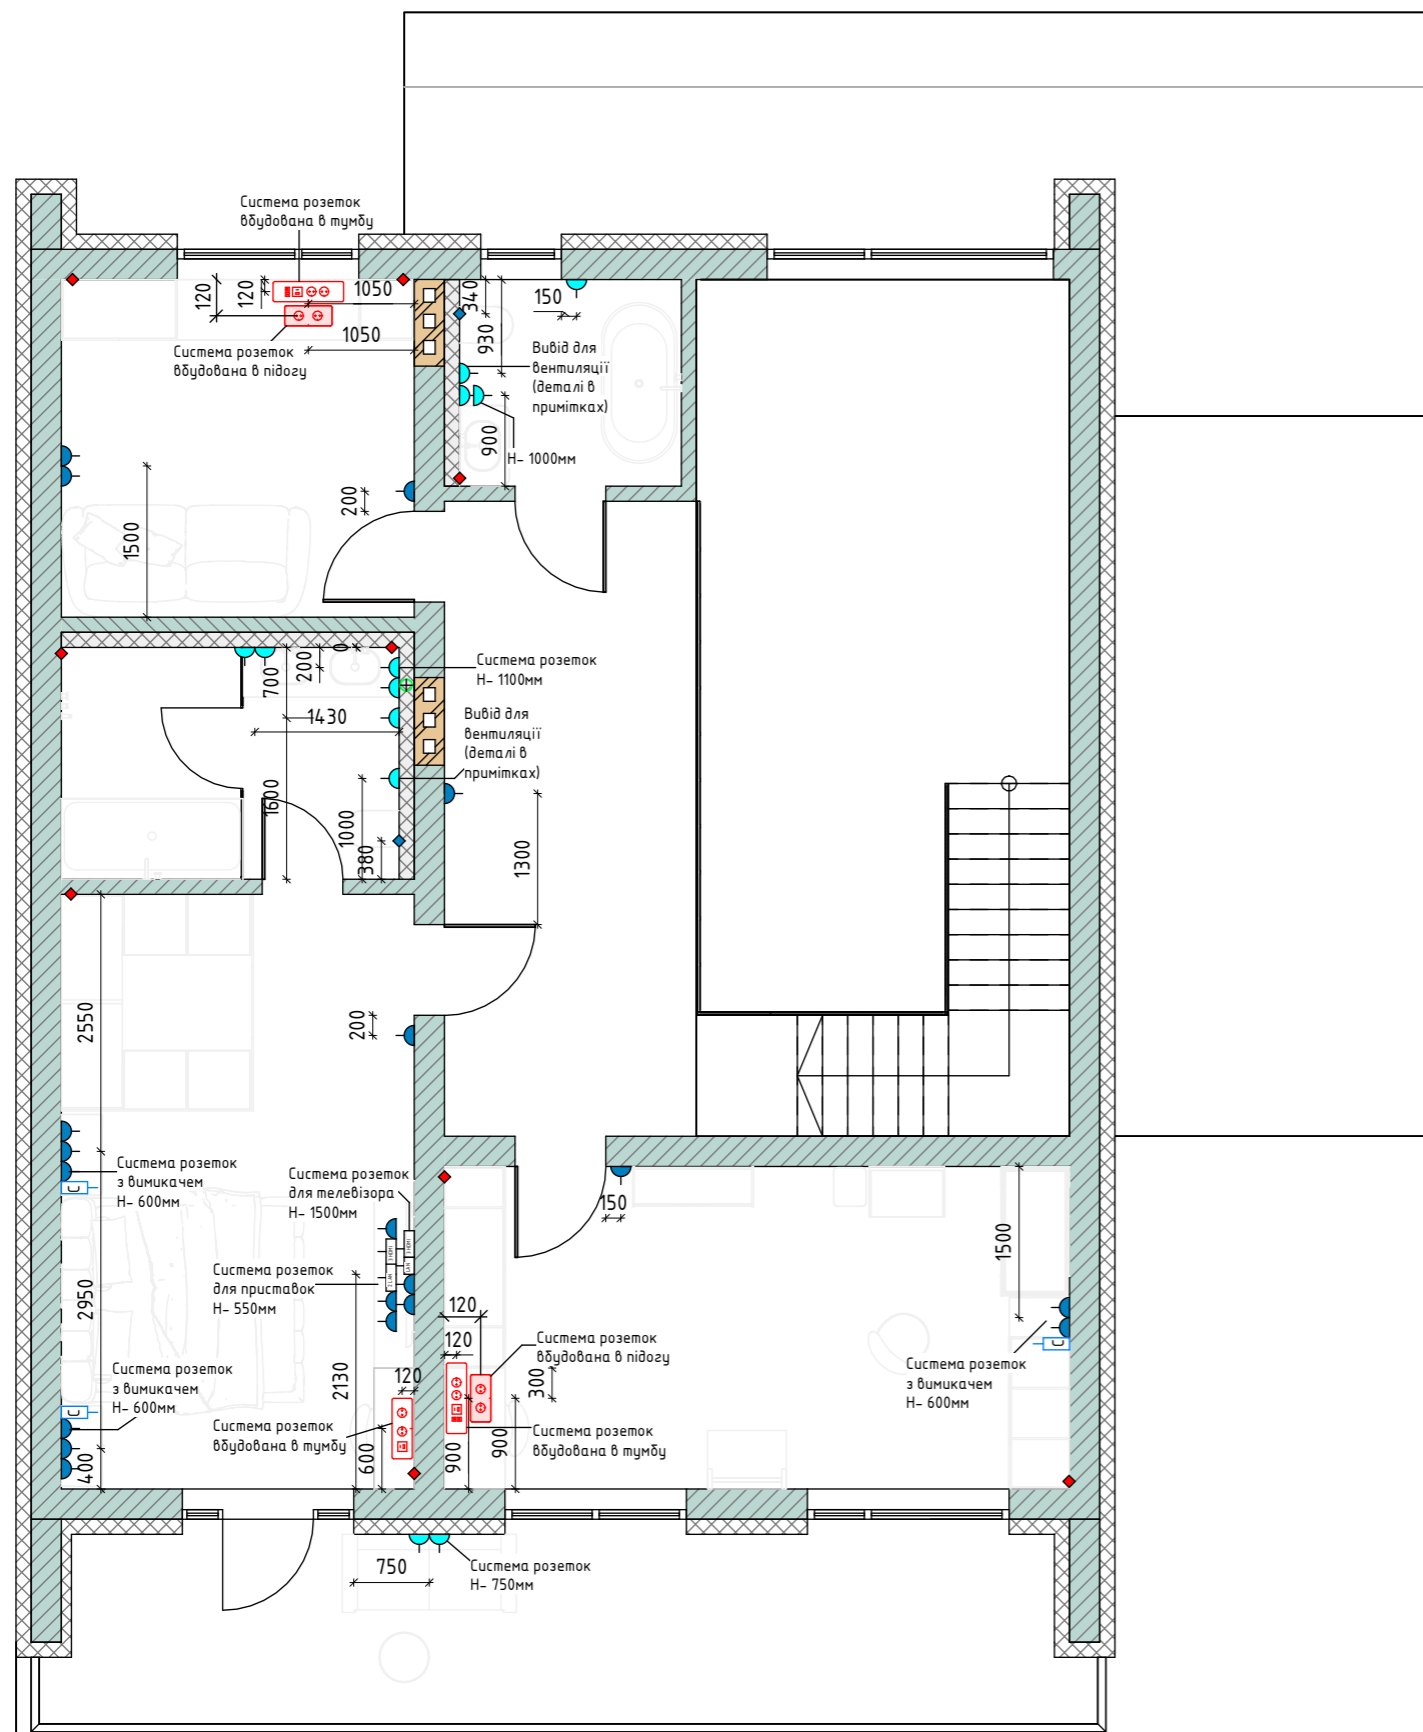 Система розеток
вбудована в тумбу
120
120
1050
1050
Система розеток
вбудована в підогу
340
930
150
Вивід для
вентиляції
(деталі в
примітках)
900
H- 1000мм
200
1500
700
200
0
Система розеток
H- 1100мм
1430
Вивід для
вентиляції
(деталі в
примітках)
1600
1000
380
1300
2550
200
Система розеток
з вимикачем
H- 600мм
С
Система розеток
для телевізора
H- 1500мм
150
1500
Система розеток
для приставок
H- 550мм
2950
2130
120
120
120
Система розеток
вбудована в підогу
300
С
Система розеток
з вимикачем
H- 600мм
Система розеток
з вимикачем
H- 600мм
С
Система розеток
вбудована в тумбу
Система розеток
вбудована в тумбу
400
600
900
900
750
Система розеток
H- 750мм